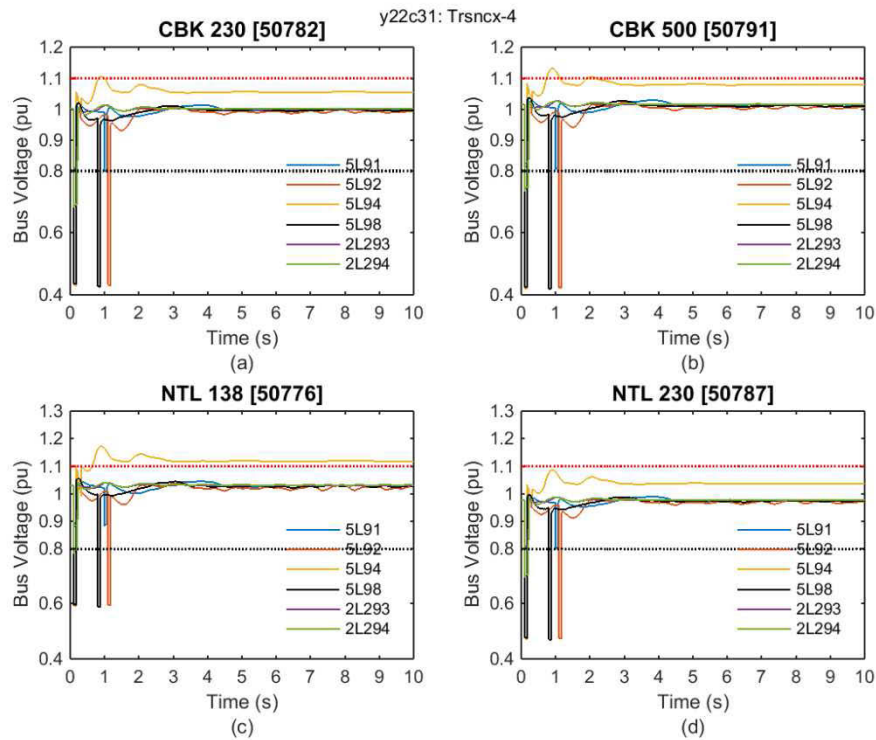 y22c31: Trsncx-4
CBK 230 [50782]
1.3
1.2
1.1
1
0.9
0.8
0.6
0.4
Bus Voltage (pu)
5L91
5L92
5L94
5L98
2L293
2L294
0 1 2 3 4 5 6 7 8 9 10
Time (s)
(a)
CBK 500 [50791]
1.3
1.2
1.1
1
0.9
0.8
0.6
0.4
Bus Voltage (pu)
5L91
5L92
5L94
5L98
2L293
2L294
0 1 2 3 4 5 6 7 8 9 10
Time (s)
(b)
NTL 138 [50776]
1.3
1.2
1.1
1
0.9
0.8
0.6
0.4
Bus Voltage (pu)
5L91
5L92
5L94
5L98
2L293
2L294
0 1 2 3 4 5 6 7 8 9 10
Time (s)
(c)
NTL 230 [50787]
1.3
1.2
1.1
1
0.9
0.8
0.6
0.4
Bus Voltage (pu)
5L91
5L92
5L94
5L98
2L293
2L294
0 1 2 3 4 5 6 7 8 9 10
Time (s)
(d)